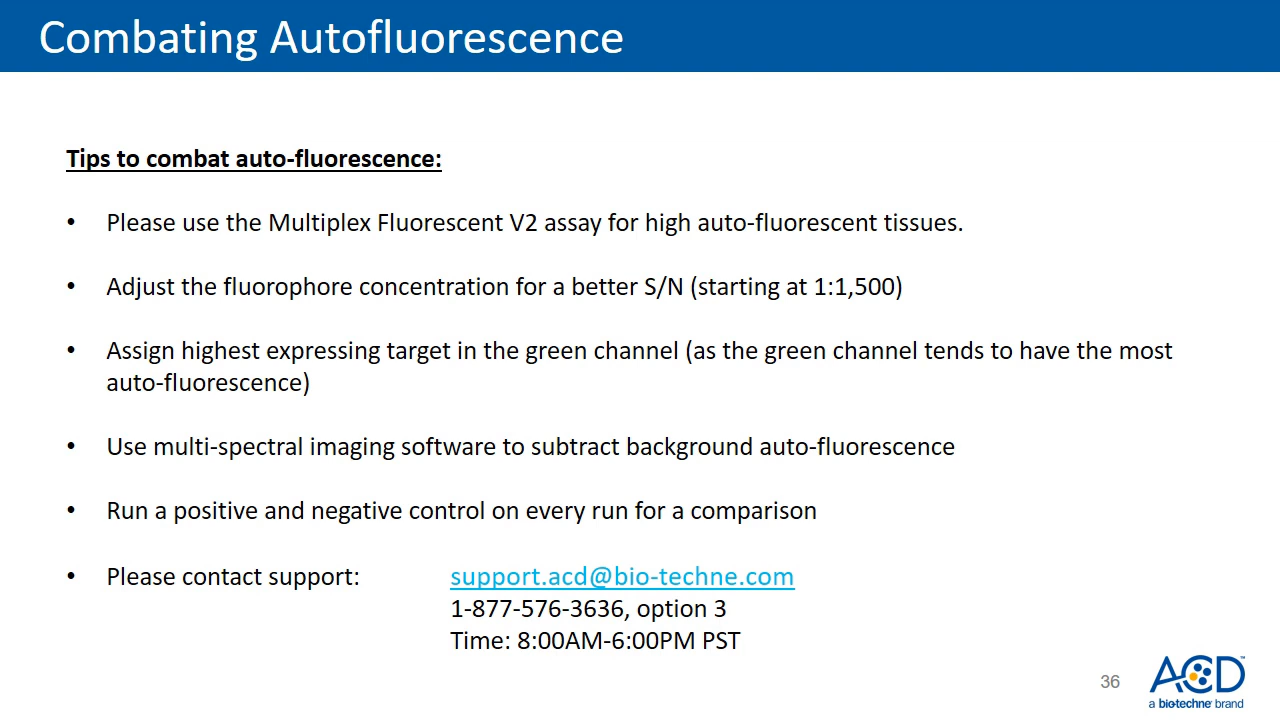 Combating Autofluorescence
Tips to combat auto-fluorescence:
• Please use the Multiplex Fluorescent V2 assay for high auto-fluorescent tissues.
• Adjust the fluorophore concentration for a better S/N (starting at 1:1,500)
• Assign highest expressing target in the green channel (as the green channel tends to have the most
auto-fluorescence)
• Use multi-spectral imaging software to subtract background auto-fluorescence
• Run a positive and negative control on every run for a comparison
• Please contact support: support.acd@bio-techne.com
1-877-576-3636, option 3
Time: 8:00AM-6:00PM PST
36
ACD™
a biotechne brand